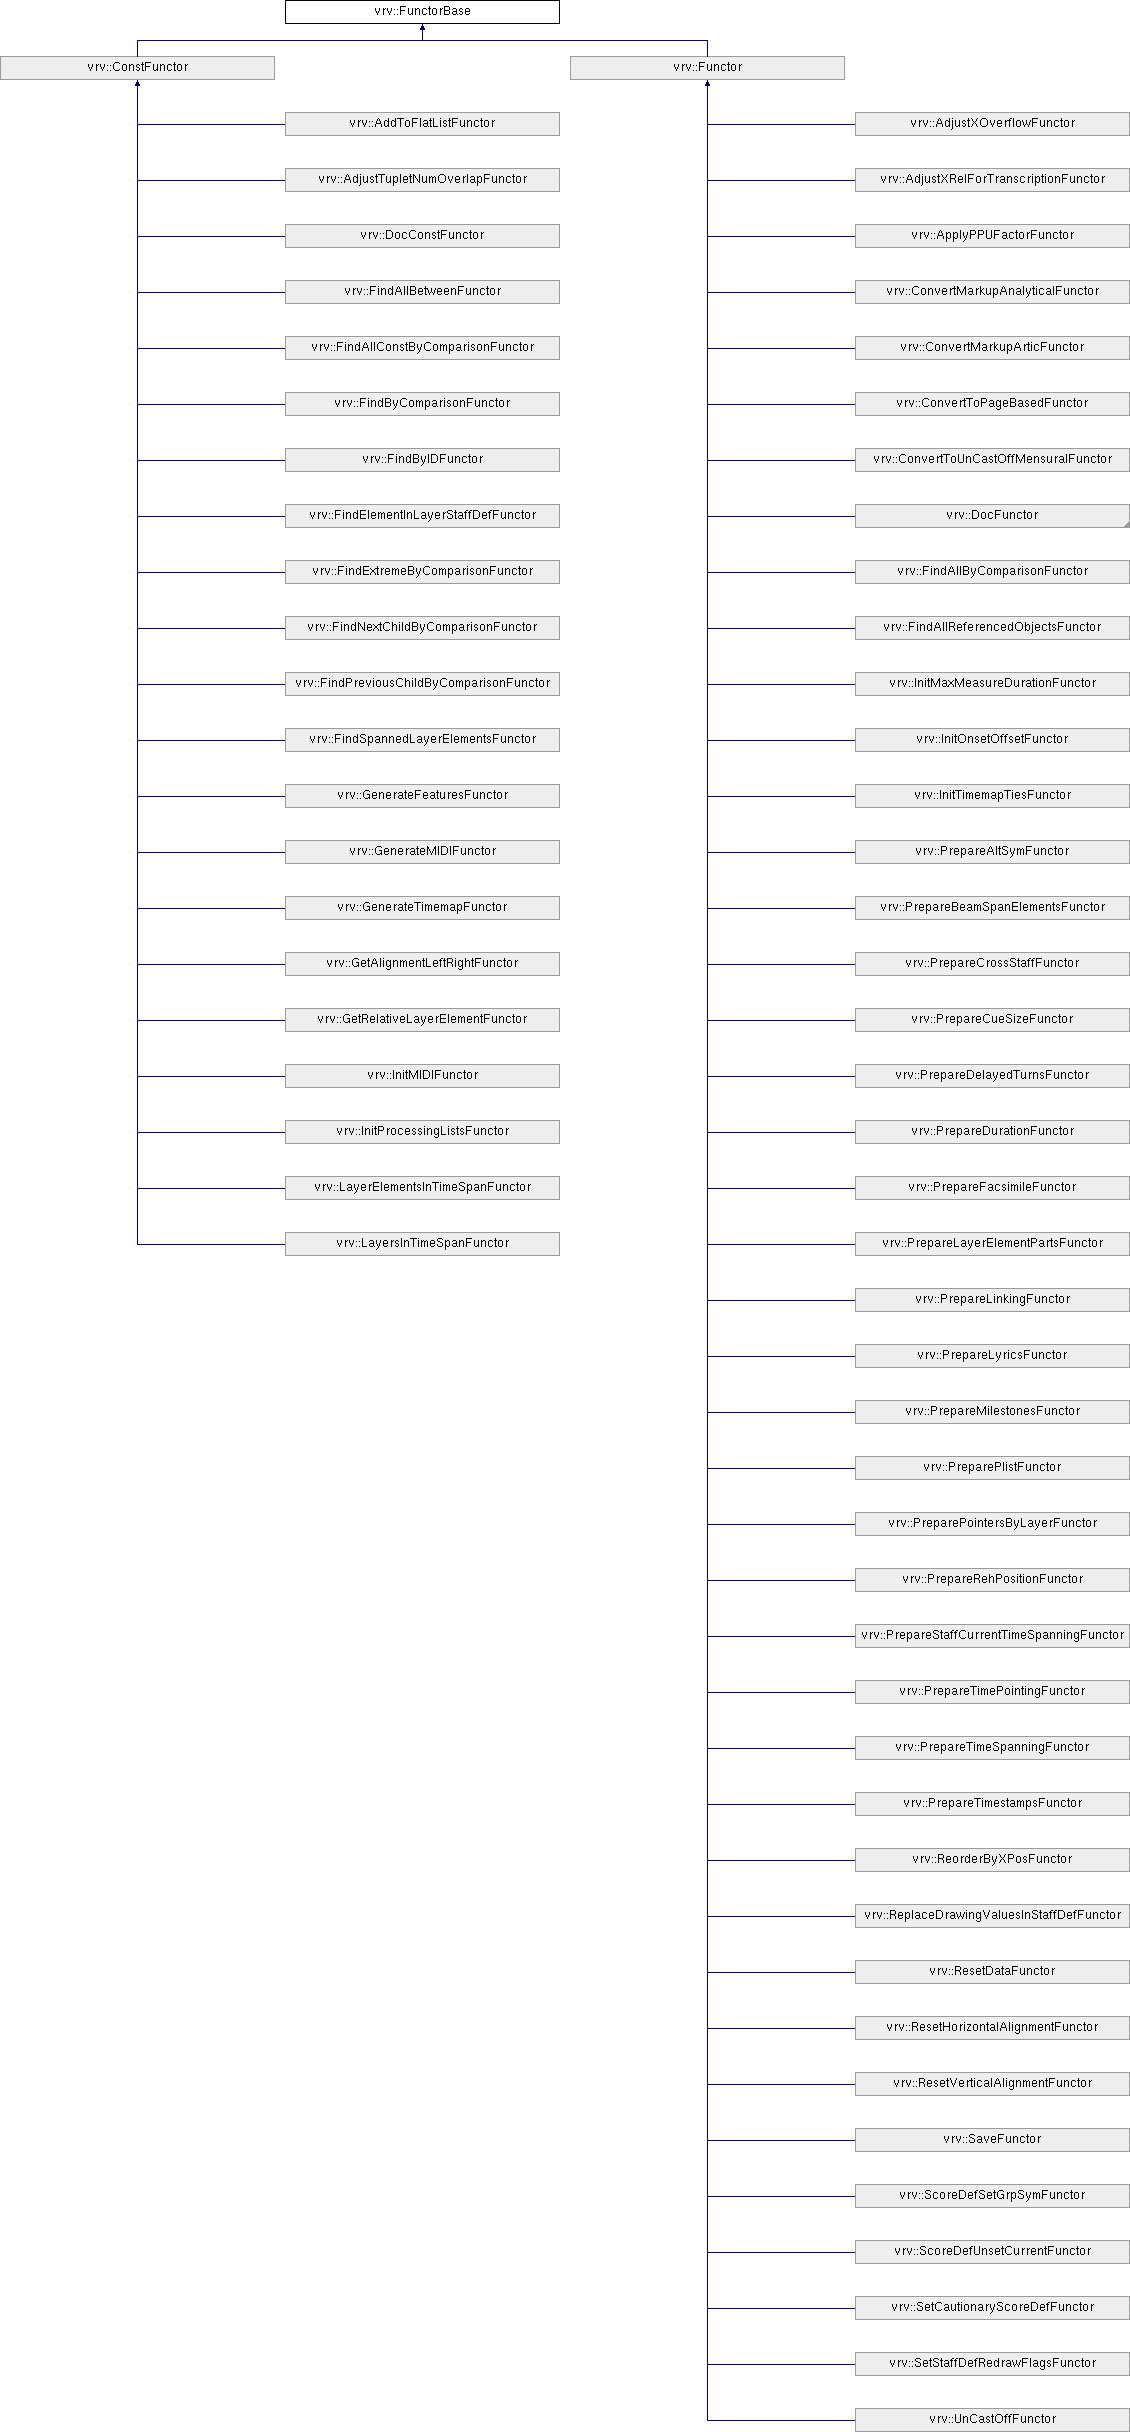 vrv::FunctorBase
vrv::ConstFunctor
vrv::Functor
vrv::AddToFlatListFunctor
vrv::AdjustXOverflowFunctor
vrv::AdjustTupletNumOverlapFunctor
vrv::AdjustXRelForTranscriptionFunctor
vrv::DocConstFunctor
vrv::ApplyPPUFactorFunctor
vrv::FindAllBetweenFunctor
vrv::ConvertMarkupAnalyticalFunctor
vrv::FindAllConstByComparisonFunctor
vrv::ConvertMarkupArticFunctor
vrv::FindByComparisonFunctor
vrv::ConvertToPageBasedFunctor
vrv::FindByIDFunctor
vrv::ConvertToUnCastOffMensuralFunctor
vrv::FindElementInLayerStaffDefFunctor
vrv::DocFunctor
vrv::FindExtremeByComparisonFunctor
vrv::FindAllByComparisonFunctor
vrv::FindNextChildByComparisonFunctor
vrv::FindAllReferencedObjectsFunctor
vrv::FindPreviousChildByComparisonFunctor
vrv::InitMaxMeasureDurationFunctor
vrv::FindSpannedLayerElementsFunctor
vrv::InitOnsetOffsetFunctor
vrv::GenerateFeaturesFunctor
vrv::InitTimemapTiesFunctor
vrv::GenerateMIDIFunctor
vrv::PrepareAltSymFunctor
vrv::GenerateTimemapFunctor
vrv::PrepareBeamSpanElementsFunctor
vrv::GetAlignmentLeftRightFunctor
vrv::PrepareCrossStaffFunctor
vrv::GetRelativeLayerElementFunctor
vrv::PrepareCueSizeFunctor
vrv::InitMIDIFunctor
vrv::PrepareDelayedTurnsFunctor
vrv::InitProcessingListsFunctor
vrv::PrepareDurationFunctor
vrv::LayerElementsInTimeSpanFunctor
vrv::PrepareFacsimileFunctor
vrv::LayersInTimeSpanFunctor
vrv::PrepareLayerElementPartsFunctor
vrv::PrepareLinkingFunctor
vrv::PrepareLyricsFunctor
vrv::PrepareMilestonesFunctor
vrv::PreparePlistFunctor
vrv::PreparePointersByLayerFunctor
vrv::PrepareRehPositionFunctor
vrv::PrepareStaffCurrentTimeSpanningFunctor
vrv::PrepareTimePointingFunctor
vrv::PrepareTimeSpanningFunctor
vrv::PrepareTimestampsFunctor
vrv::ReorderByXPosFunctor
vrv::ReplaceDrawingValuesInStaffDefFunctor
vrv::ResetDataFunctor
vrv::ResetHorizontalAlignmentFunctor
vrv::ResetVerticalAlignmentFunctor
vrv::SaveFunctor
vrv::ScoreDefSetGrpSymFunctor
vrv::ScoreDefUnsetCurrentFunctor
vrv::SetCautionaryScoreDefFunctor
vrv::SetStaffDefRedrawFlagsFunctor
vrv::UnCastOffFunctor